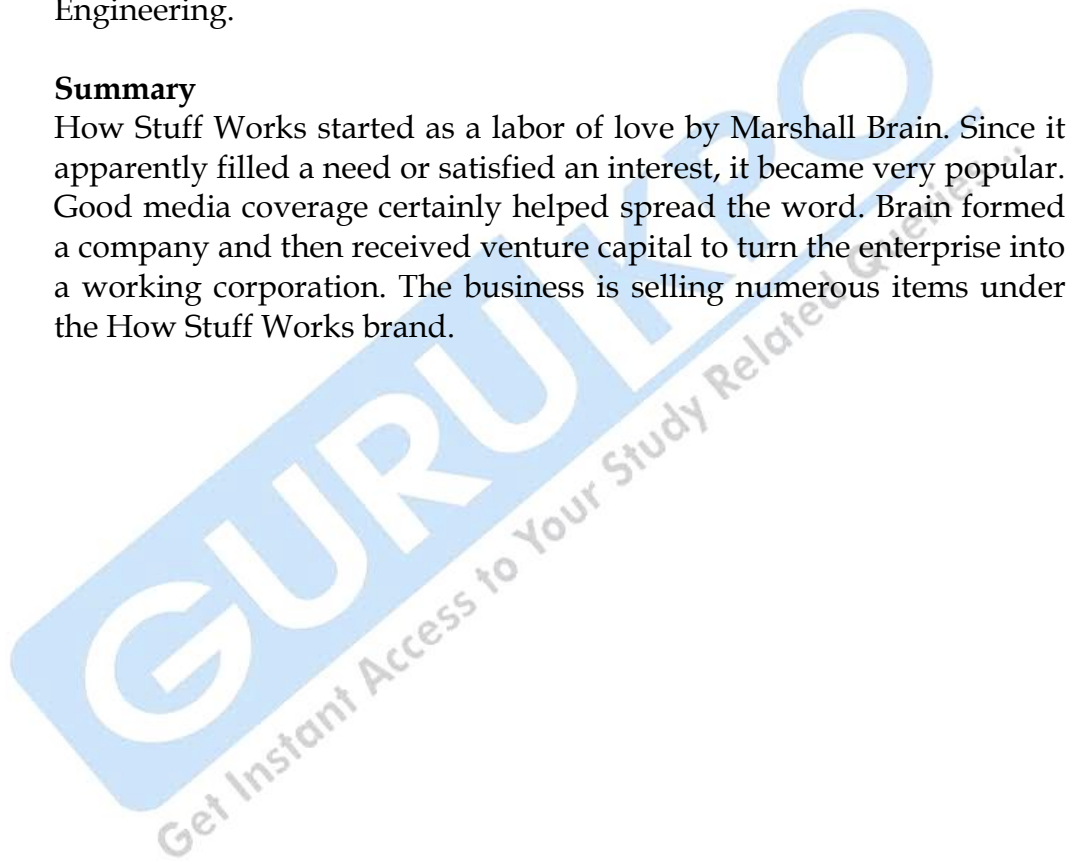 Engineering.
Summary
How Stuff Works started as a labor of love by Marshall Brain. Since it
apparently filled a need or satisfied an interest, it became very popular.
Good media coverage certainly helped spread the word. Brain formed
a company and then received venture capital to turn the enterprise into
a working corporation. The business is selling numerous items under
the How Stuff Works brand.
GURUKPO
Get Instant Access to Your Study Related Queries...